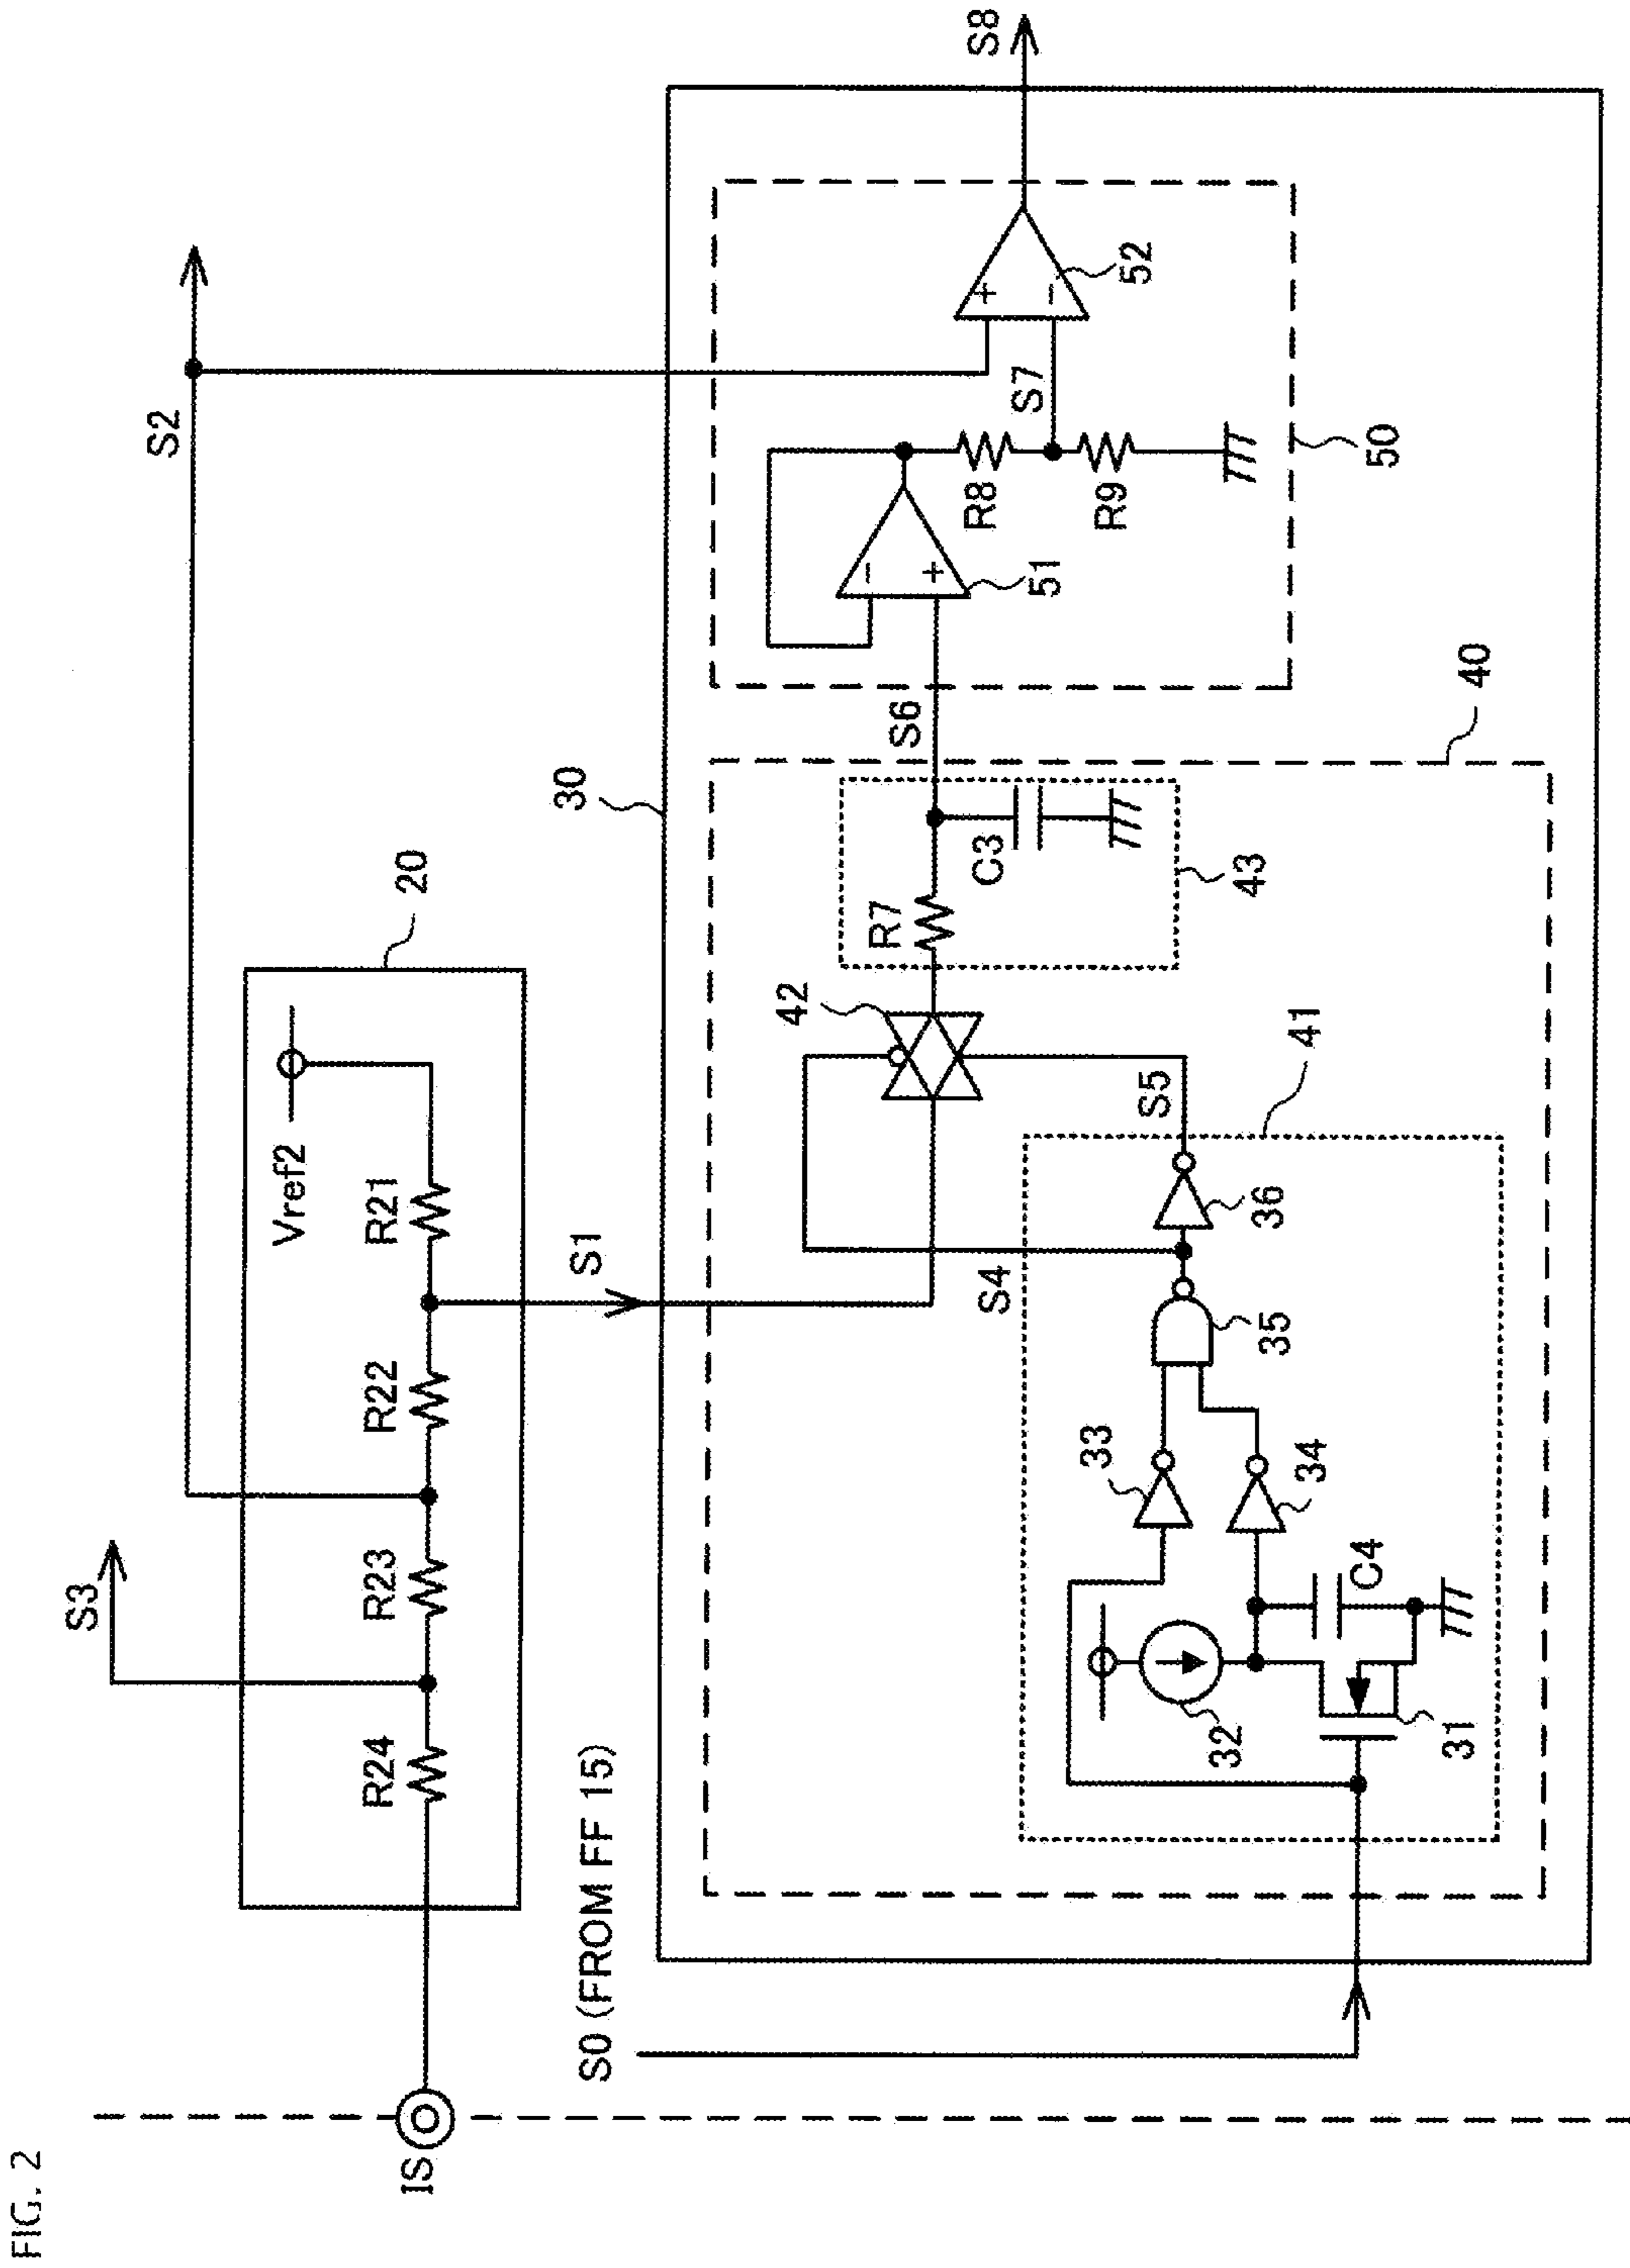 FIG. 2
S3
S2
S8
20
Vref2
R24
R23
R22
R21
IS
S1
30
S0 (FROM FF 15)
42
R7
S6
C3
43
40
−
+
51
R8
R9
S7
+
−
52
50
S4
S5
41
33
34
35
36
32
31
C4